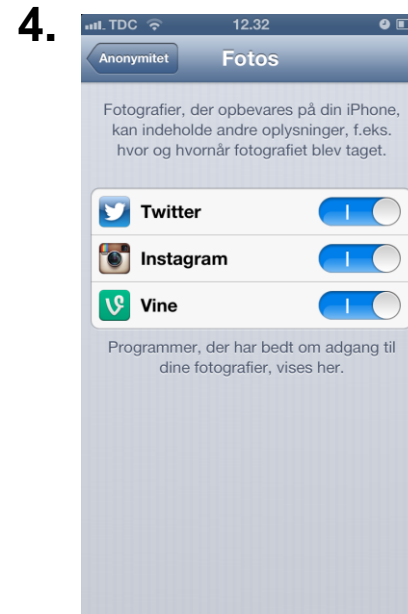 4.
TDC 12.32
Anonymitet Fotos
Fotografier, der opbevares på din iPhone,
kan indeholde andre oplysninger, f.eks.
hvor og hvornår fotografiet blev taget.
Twitter
Instagram
Vine
Programmer, der har bedt om adgang til
dine fotografier, vises her.